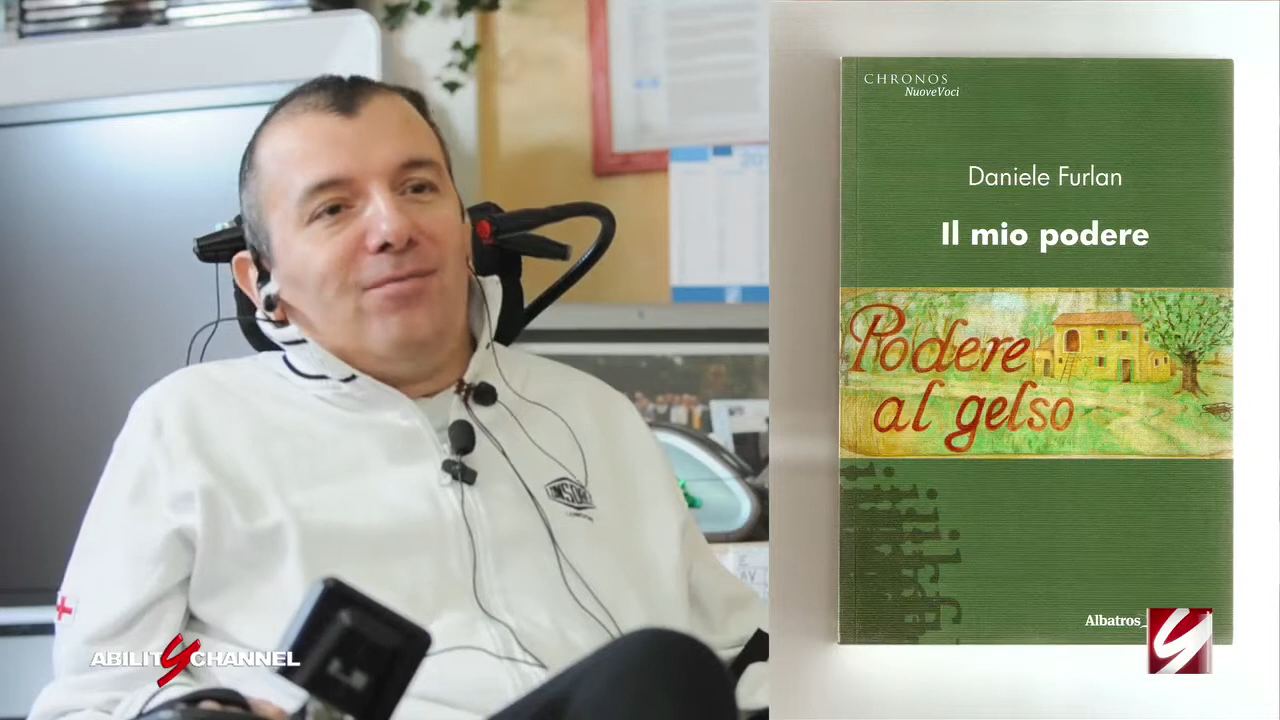 ABILITYCHANNEL
CHRONOS
NuoveVoci
Daniele Furlan
Il mio podere
Podere
al gelso
Albatros